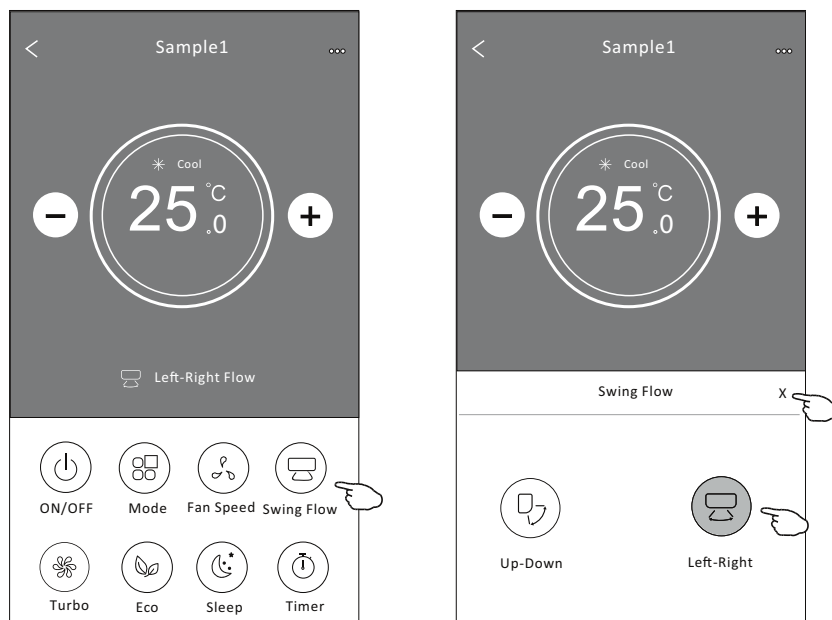 Sample1
Cool
25.0°C
Left-Right Flow
ON/OFF Mode Fan Speed Swing Flow
Turbo Eco Sleep Timer
Sample1
Cool
25.0°C
Swing Flow X
Up-Down Left-Right